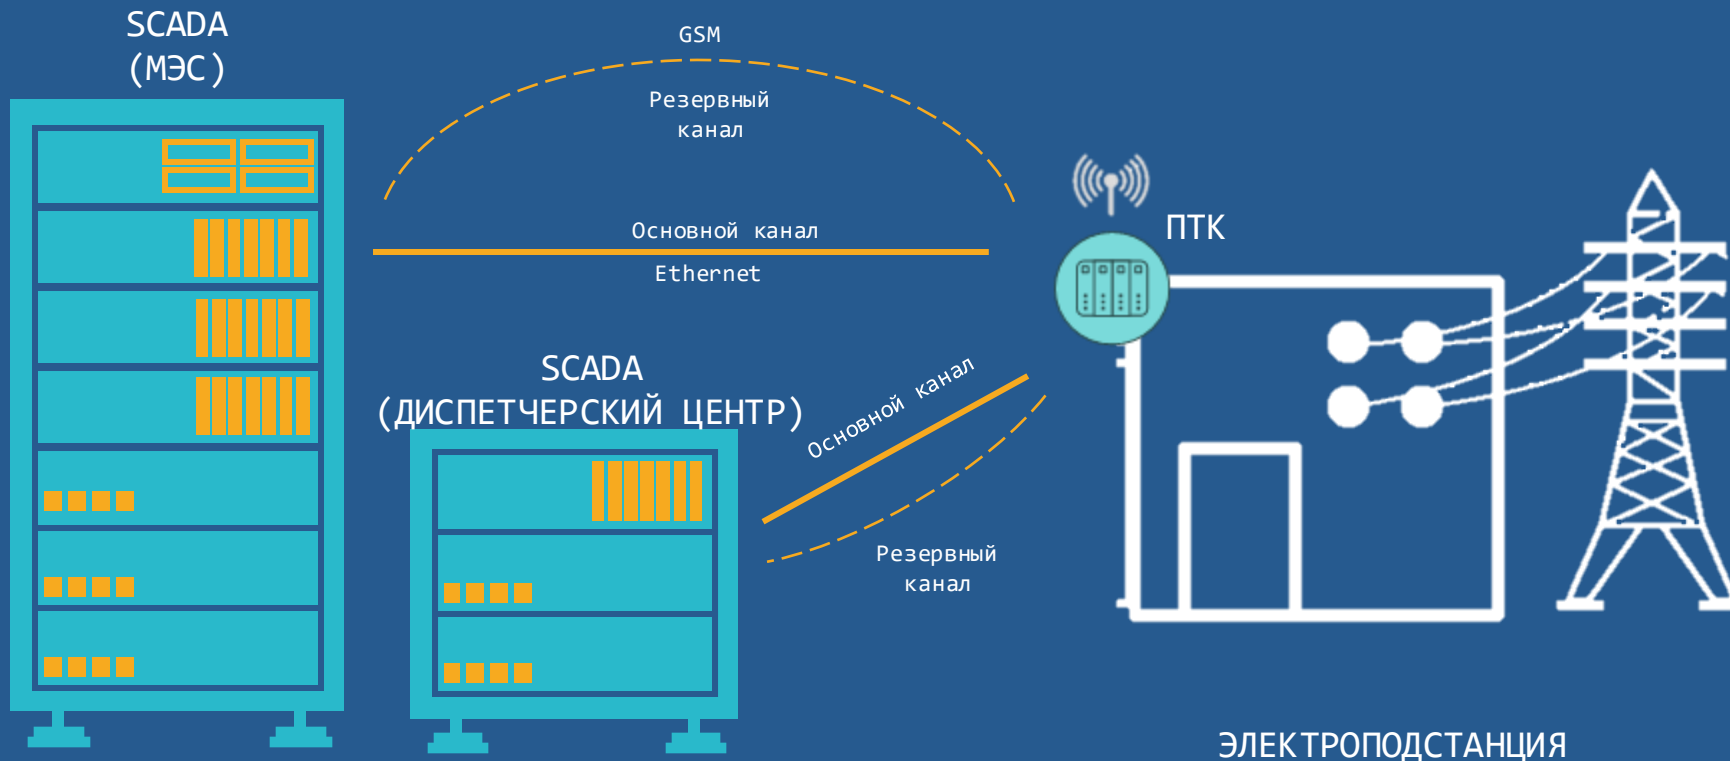 SCADA
(МЭС)
GSM
Резервный
канал
Основной канал
Ethernet
ПТК
SCADA
(ДИСПЕТЧЕРСКИЙ ЦЕНТР)
Основной канал
Резервный
канал
ЭЛЕКТРОПОДСТАНЦИЯ